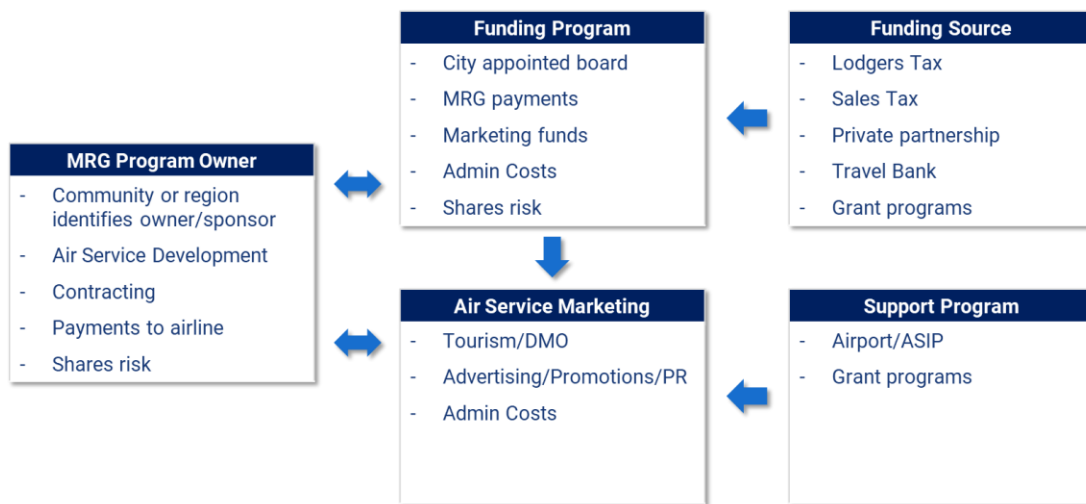 MRG Program Owner
- Community or region
identifies owner/sponsor
- Air Service Development
- Contracting
- Payments to airline
- Shares risk
Funding Program
- City appointed board
- MRG payments
- Marketing funds
- Admin Costs
- Shares risk
Funding Source
- Lodgers Tax
- Sales Tax
- Private partnership
- Travel Bank
- Grant programs
Air Service Marketing
- Tourism/DMO
- Advertising/Promotions/PR
- Admin Costs
Support Program
- Airport/ASIP
- Grant programs